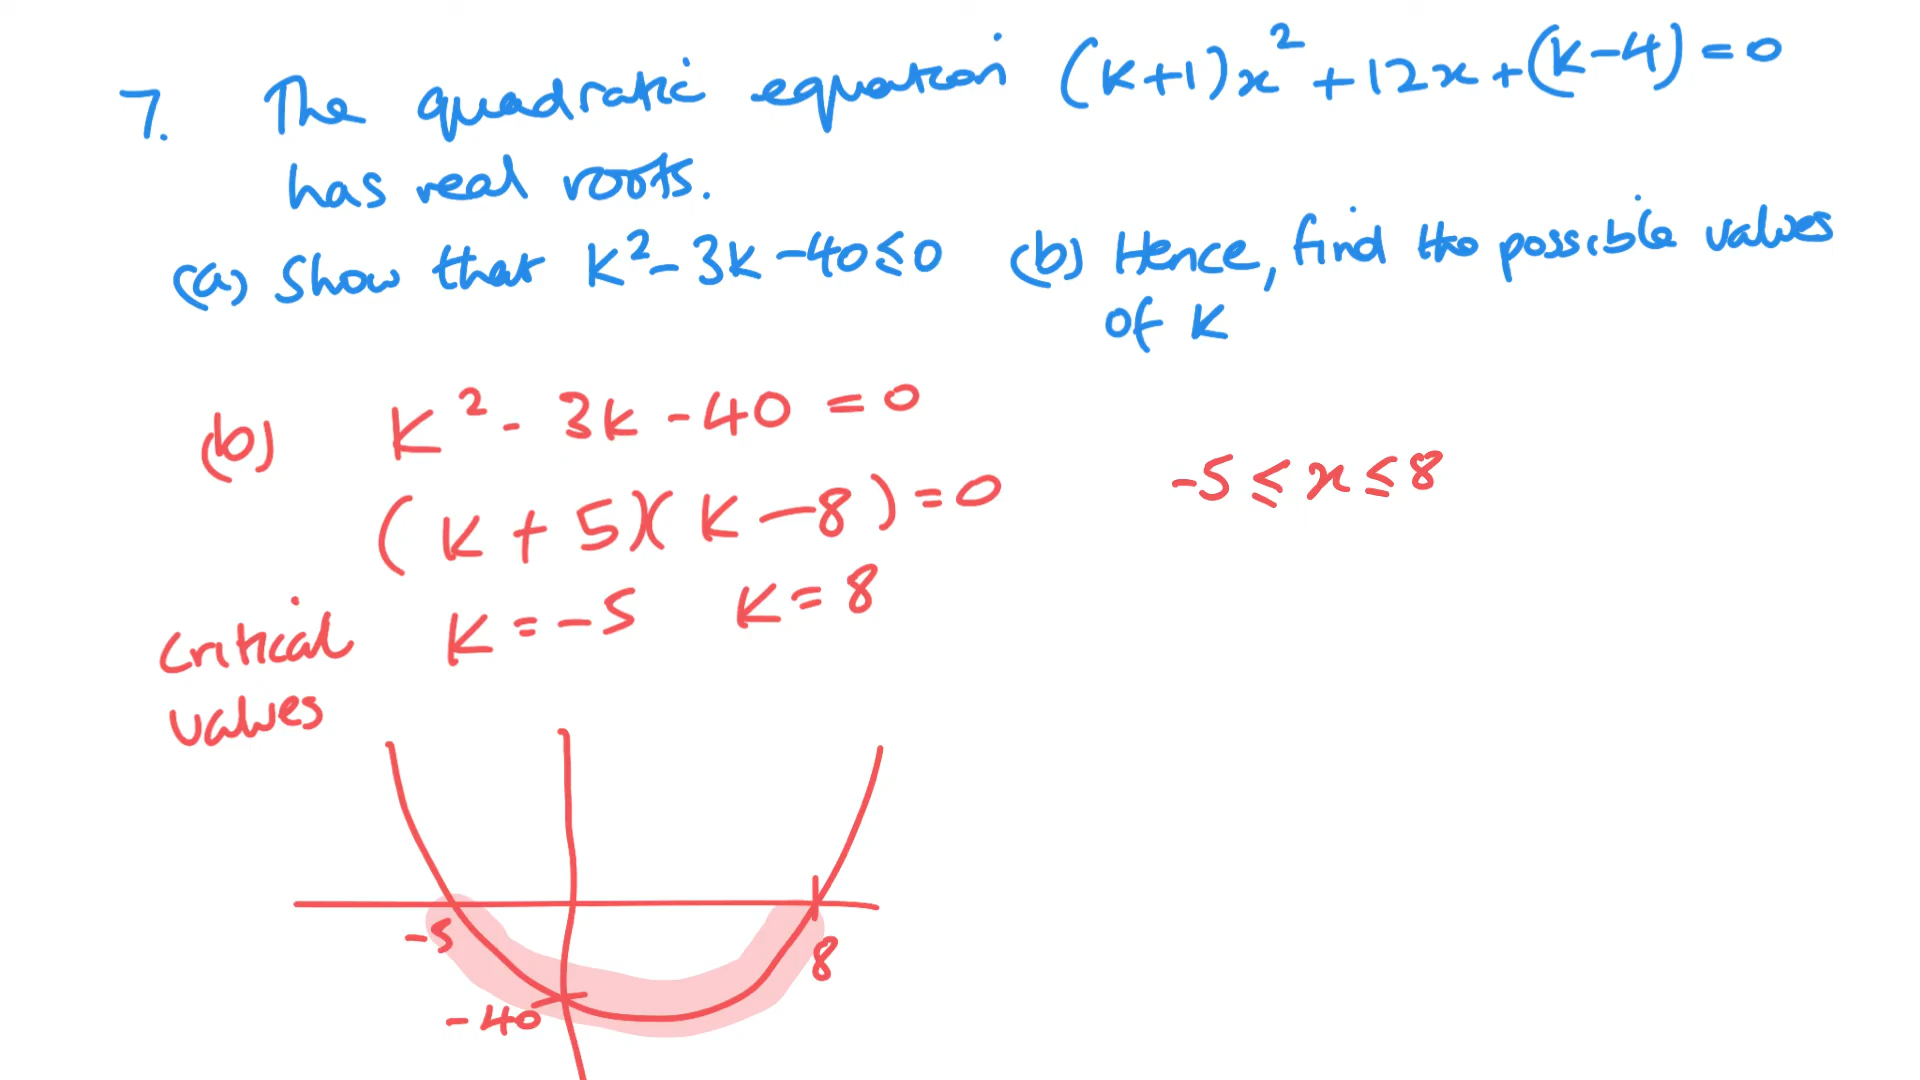 7. The quadratic equation (k+1)x² + 12x + (k-4) = 0
has real roots.
(a) Show that k² - 3k - 40 ≤ 0 (b) Hence, find the possible values
of k
(b) k² - 3k - 40 = 0
-5 ≤ x ≤ 8
(k + 5)(k - 8) = 0
k = -5 k = 8
Critical
values
-5
8
-40